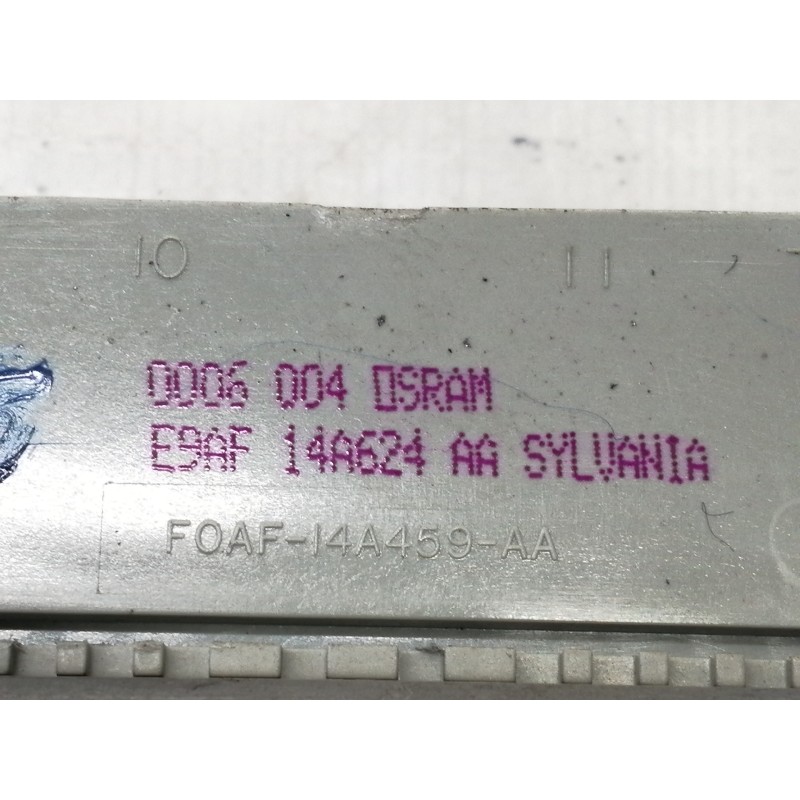 10 11
0006 004 OSRAM
E9AF 14A624 AA SYLVANIA
F0AF-14A459-AA